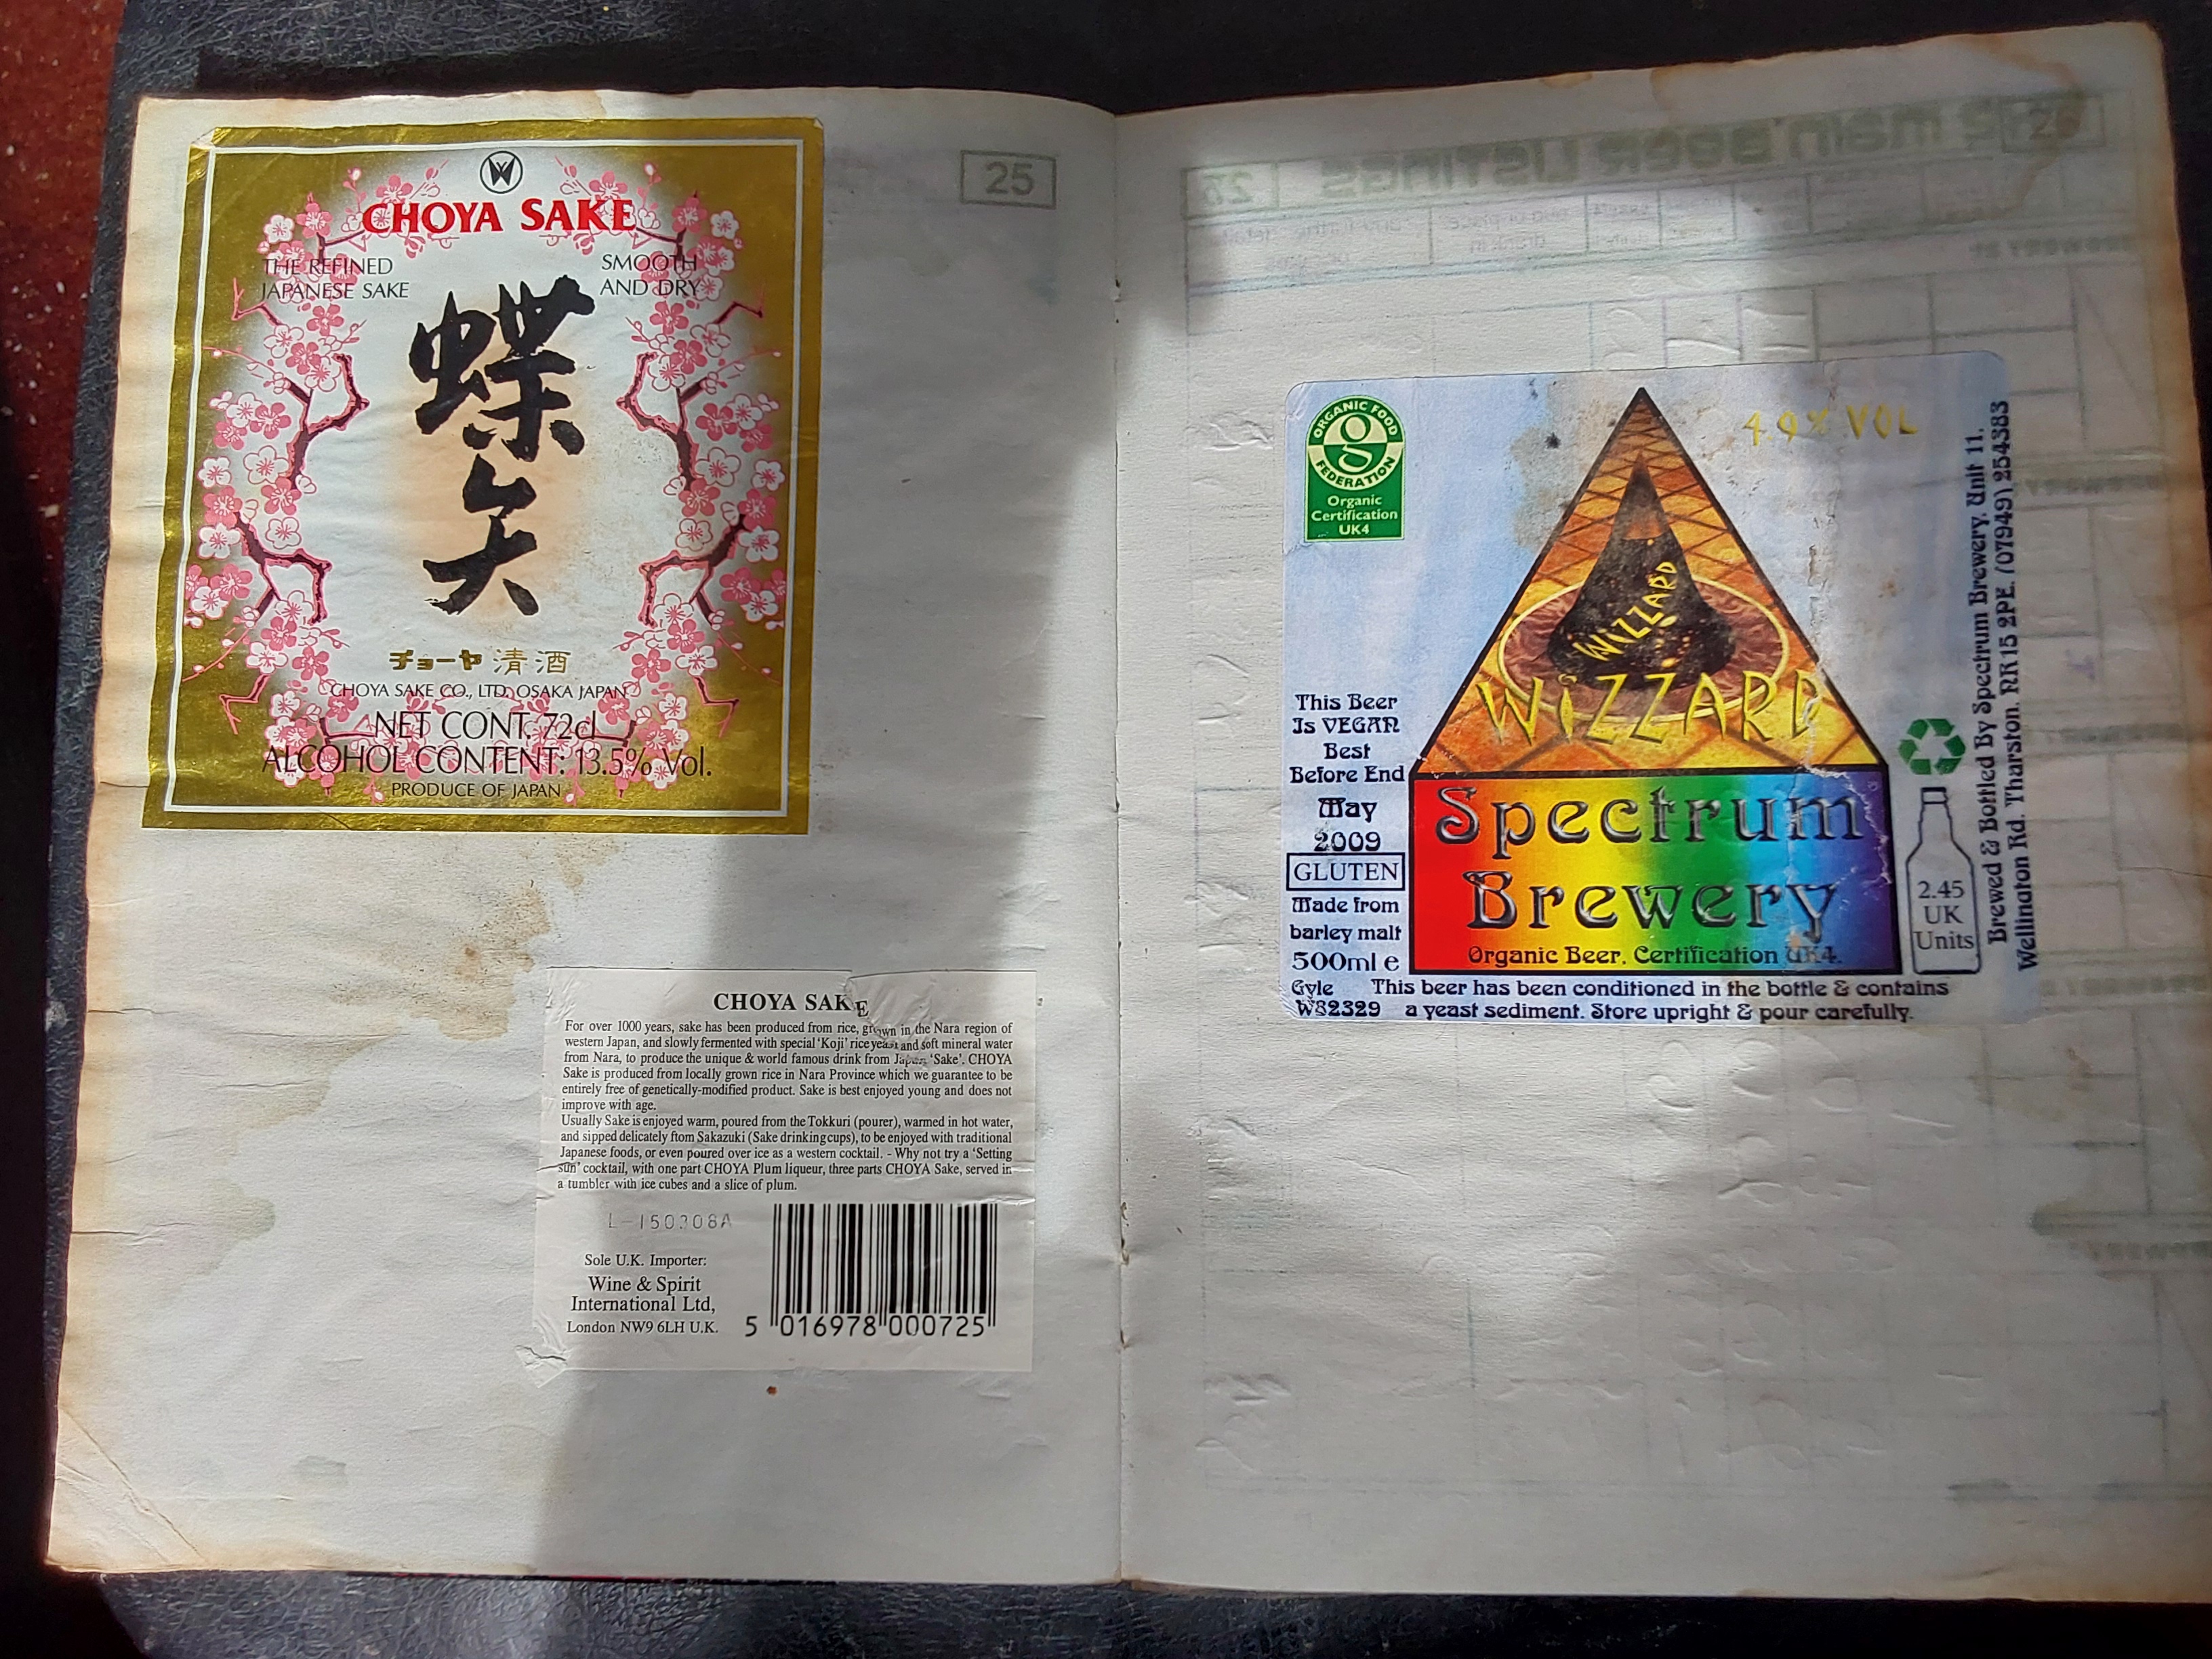 CHOYA SAKE
THE REFINED
JAPANESE SAKE
SMOOTH
AND DRY
蝶矢
チョーヤ 清酒
CHOYA SAKE CO., LTD. OSAKA JAPAN
NET CONT. 72cl
ALCOHOL CONTENT: 13.5% Vol.
PRODUCE OF JAPAN
25
CHOYA SAKE
For over 1000 years, sake has been produced from rice, grown in the Nara region of
western Japan, and slowly fermented with special 'Koji' rice yeast and soft mineral water
from Nara, to produce the unique & world famous drink from Japan, 'Sake'. CHOYA
Sake is produced from locally grown rice in Nara Province which we guarantee to be
entirely free of genetically-modified product. Sake is best enjoyed young and does not
improve with age.
Usually Sake is enjoyed warm, poured from the Tokkuri (pourer), warmed in hot water,
and sipped delicately ftom Sakazuki (Sake drinking cups), to be enjoyed with traditional
Japanese foods, or even poured over ice as a western cocktail. - Why not try a 'Setting
sun' cocktail, with one part CHOYA Plum liqueur, three parts CHOYA Sake, served in
a tumbler with ice cubes and a slice of plum.
Sole U.K. Importer:
Wine & Spirit
International Ltd,
London NW9 6LH U.K.
5 016978 000725
26
main BEER LISTINGS
ORGANIC FOOD
FEDERATION
Organic
Certification
UK4
4.9% VOL
WIZZARD
WIZZARD
This Beer
Is VEGAN
Best
Before End
May
2009
GLUTEN
Made from
barley malt
500ml e
Spectrum
Brewery
Organic Beer. Certification UK4.
2.45
UK
Units
Gyle
WS2329
This beer has been conditioned in the bottle & contains
a yeast sediment. Store upright & pour carefully.
Brewed & Bottled By Spectrum Brewery, Unit 11,
Wellington Rd. Tharston. NR15 2PE. (07949) 254383